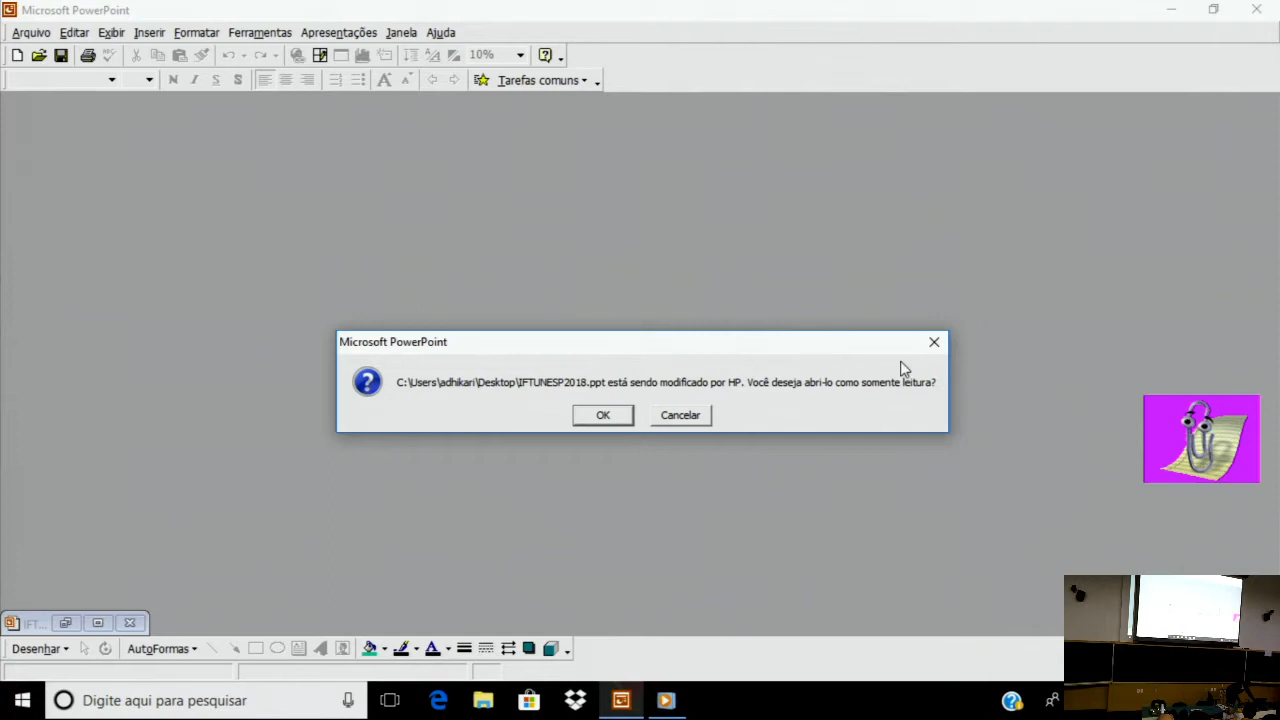 Microsoft PowerPoint
Arquivo Editar Exibir Inserir Formatar Ferramentas Apresentações Janela Ajuda
10%
N I S S Tarefas comuns
Microsoft PowerPoint
C:\Users\adhikari\Desktop\IFTUNESP2018.ppt está sendo modificado por HP. Você deseja abri-lo como somente leitura?
OK Cancelar
IFT...
Desenhar AutoFormas
Digite aqui para pesquisar